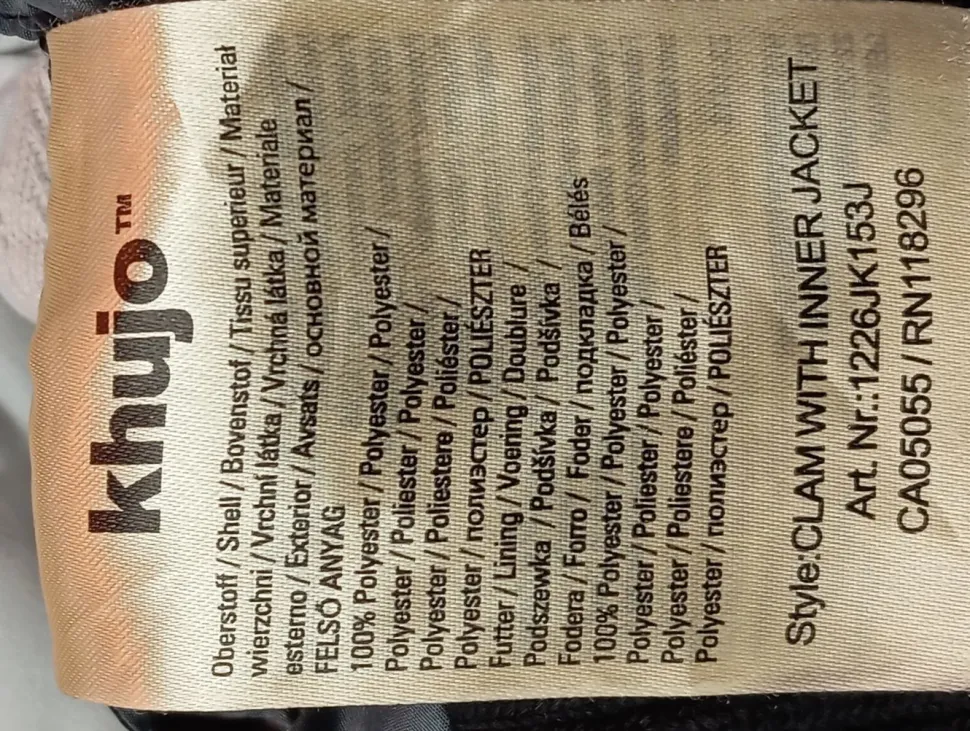 khujo™
Oberstoff / Shell / Bovenstof / Tissu superieur / Materiał
wierzchni / Vrchní látka / Vrchná látka / Materiale
esterno / Exterior / Avsats / основной материал /
FELSŐ ANYAG
100% Polyester / Polyester / Polyester /
Polyester / Poliester / Polyester /
Polyester / Poliestere / Poliéster /
Polyester / полиэстер / POLIÉSZTER
Futter / Lining / Voering / Doublure /
Podszewka / Podšívka / Podšívka /
Fodera / Forro / Foder / подкладка / Bélés
100% Polyester / Polyester / Polyester /
Polyester / Poliester / Polyester /
Polyester / Poliestere / Poliéster /
Polyester / полиэстер / POLIÉSZTER
Style:CLAM WITH INNER JACKET
Art. Nr.:1226JK153J
CA05055 / RN118296